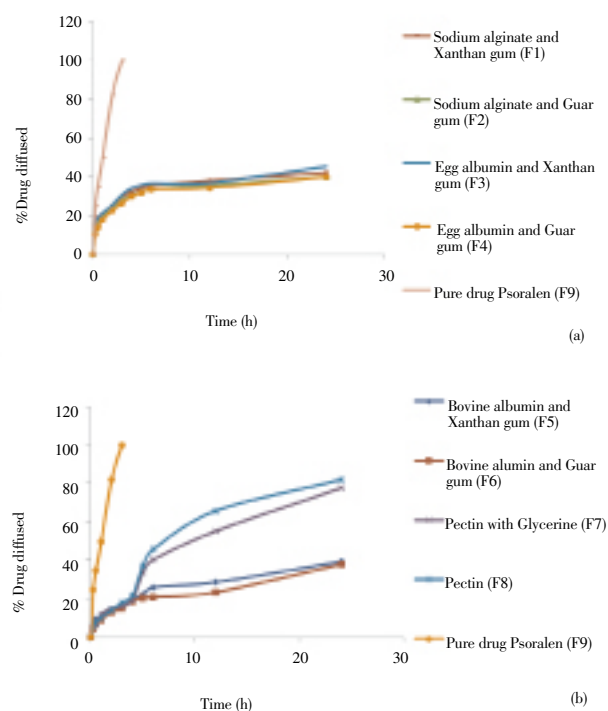 120
100
80
60
40
20
0
0
10
20
30
% Drug diffused
Time (h)
Sodium alginate and
Xanthan gum (F1)
Sodium alginate and Guar
gum (F2)
Egg albumin and Xanthan
gum (F3)
Egg albumin and Guar
gum (F4)
Pure drug Psoralen (F9)
(a)
120
100
80
60
40
20
0
0
10
20
30
% Drug diffused
Time (h)
Bovine albumin and
Xanthan gum (F5)
Bovine alumin and Guar
gum (F6)
Pectin with Glycerine (F7)
Pectin (F8)
Pure drug Psoralen (F9)
(b)